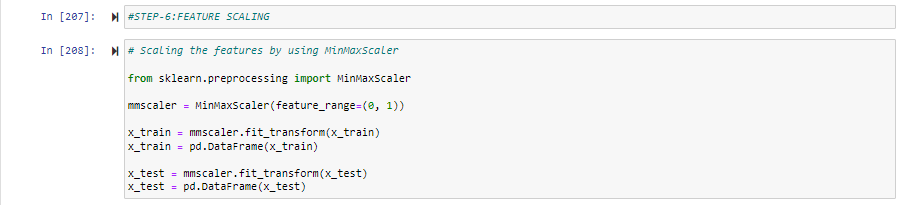 In [207]: #STEP-6:FEATURE SCALING
In [208]: # Scaling the features by using MinMaxScaler
from sklearn.preprocessing import MinMaxScaler
mmscaler = MinMaxScaler(feature_range=(0, 1))
x_train = mmscaler.fit_transform(x_train)
x_train = pd.DataFrame(x_train)
x_test = mmscaler.fit_transform(x_test)
x_test = pd.DataFrame(x_test)